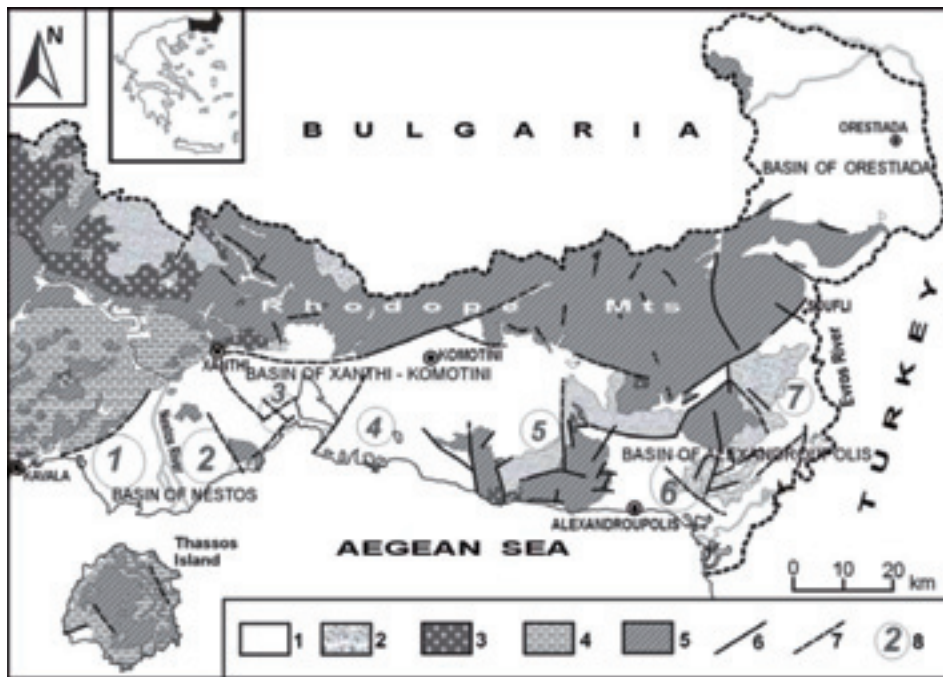 N
BULGARIA
ORESTIADA
BASIN OF ORESTIADA
Rhodope Mts
SOUFLI
XANTHI
KOMOTINI
BASIN OF XANTHI - KOMOTINI
Evros River
TURKEY
3
4
5
7
1
2
Nestos River
KAVALA
BASIN OF NESTOS
BASIN OF ALEXANDROUPOLIS
6
ALEXANDROUPOLIS
Thassos
Island
AEGEAN SEA
0 10 20
km
1 2 3 4 5 6 7 2 8